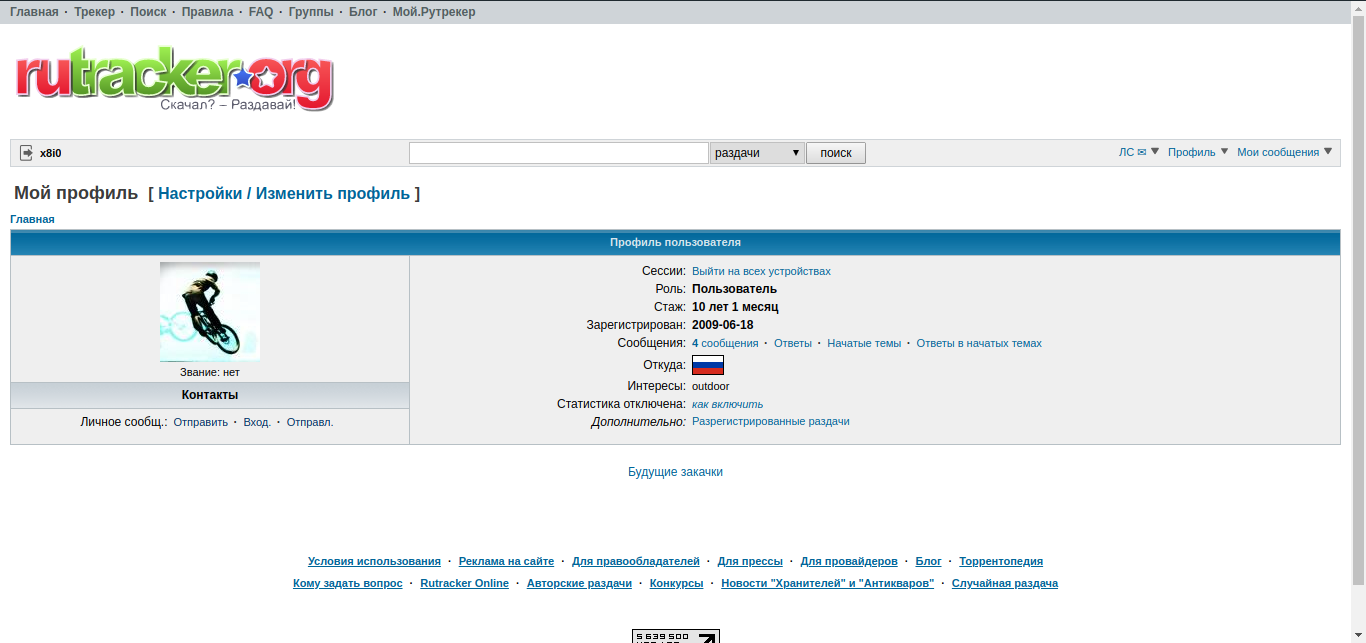 Главная · Трекер · Поиск · Правила · FAQ · Группы · Блог · Мой.Рутрекер
rutracker.org
Скачал? – Раздавай!
x8i0 раздачи ▼ поиск ЛС ✉ ▼ Профиль ▼ Мои сообщения ▼
Мой профиль [ Настройки / Изменить профиль ]
Главная
Профиль пользователя
Звание: нет
Контакты
Личное сообщ.: Отправить · Вход. · Отправл.
Сессии: Выйти на всех устройствах
Роль: Пользователь
Стаж: 10 лет 1 месяц
Зарегистрирован: 2009-06-18
Сообщения: 4 сообщения · Ответы · Начатые темы · Ответы в начатых темах
Откуда:
Интересы: outdoor
Статистика отключена: как включить
Дополнительно: Разрегистрированные раздачи
Будущие закачки
Условия использования · Реклама на сайте · Для правообладателей · Для прессы · Для провайдеров · Блог · Торрентопедия
Кому задать вопрос · Rutracker Online · Авторские раздачи · Конкурсы · Новости "Хранителей" и "Антикваров" · Случайная раздача
5 639 500